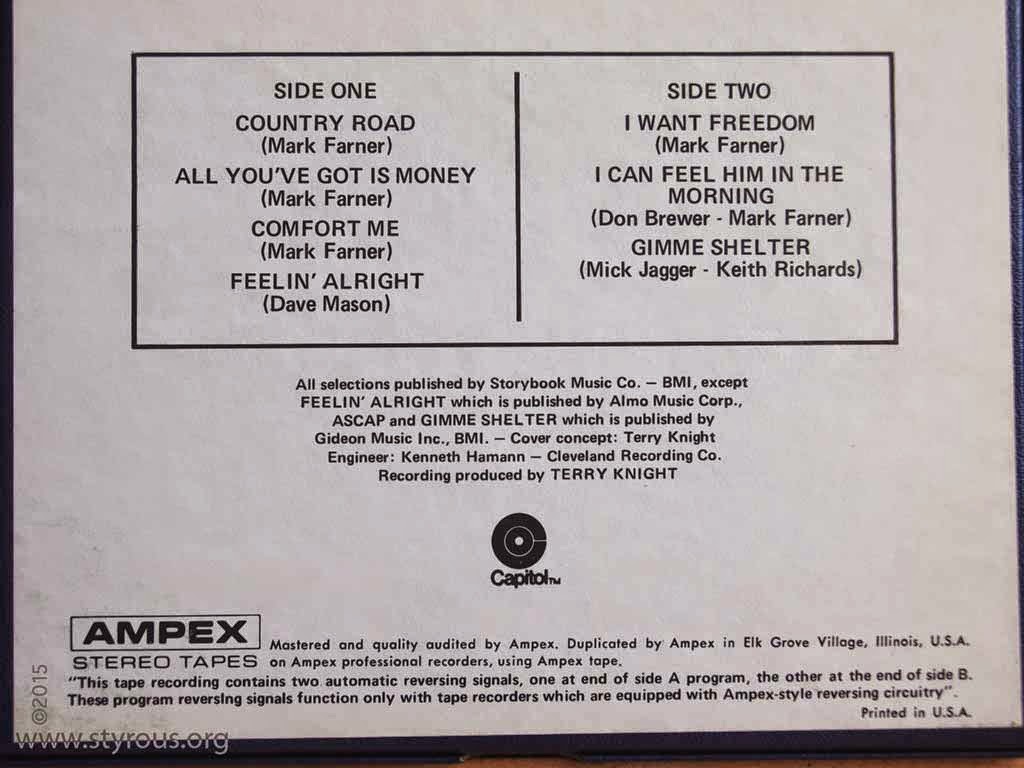 SIDE ONE
COUNTRY ROAD
(Mark Farner)
ALL YOU'VE GOT IS MONEY
(Mark Farner)
COMFORT ME
(Mark Farner)
FEELIN' ALRIGHT
(Dave Mason)
SIDE TWO
I WANT FREEDOM
(Mark Farner)
I CAN FEEL HIM IN THE
MORNING
(Don Brewer - Mark Farner)
GIMME SHELTER
(Mick Jagger - Keith Richards)
All selections published by Storybook Music Co. — BMI, except
FEELIN' ALRIGHT which is published by Almo Music Corp.,
ASCAP and GIMME SHELTER which is published by
Gideon Music Inc., BMI. — Cover concept: Terry Knight
Engineer: Kenneth Hamann — Cleveland Recording Co.
Recording produced by TERRY KNIGHT
Capitol TM
AMPEX
STEREO TAPES
Mastered and quality audited by Ampex. Duplicated by Ampex in Elk Grove Village, Illinois, U.S.A.
on Ampex professional recorders, using Ampex tape.
"This tape recording contains two automatic reversing signals, one at end of side A program, the other at the end of side B.
These program reversing signals function only with tape recorders which are equipped with Ampex-style reversing circuitry".
Printed in U.S.A.
©2015
www.styrous.org